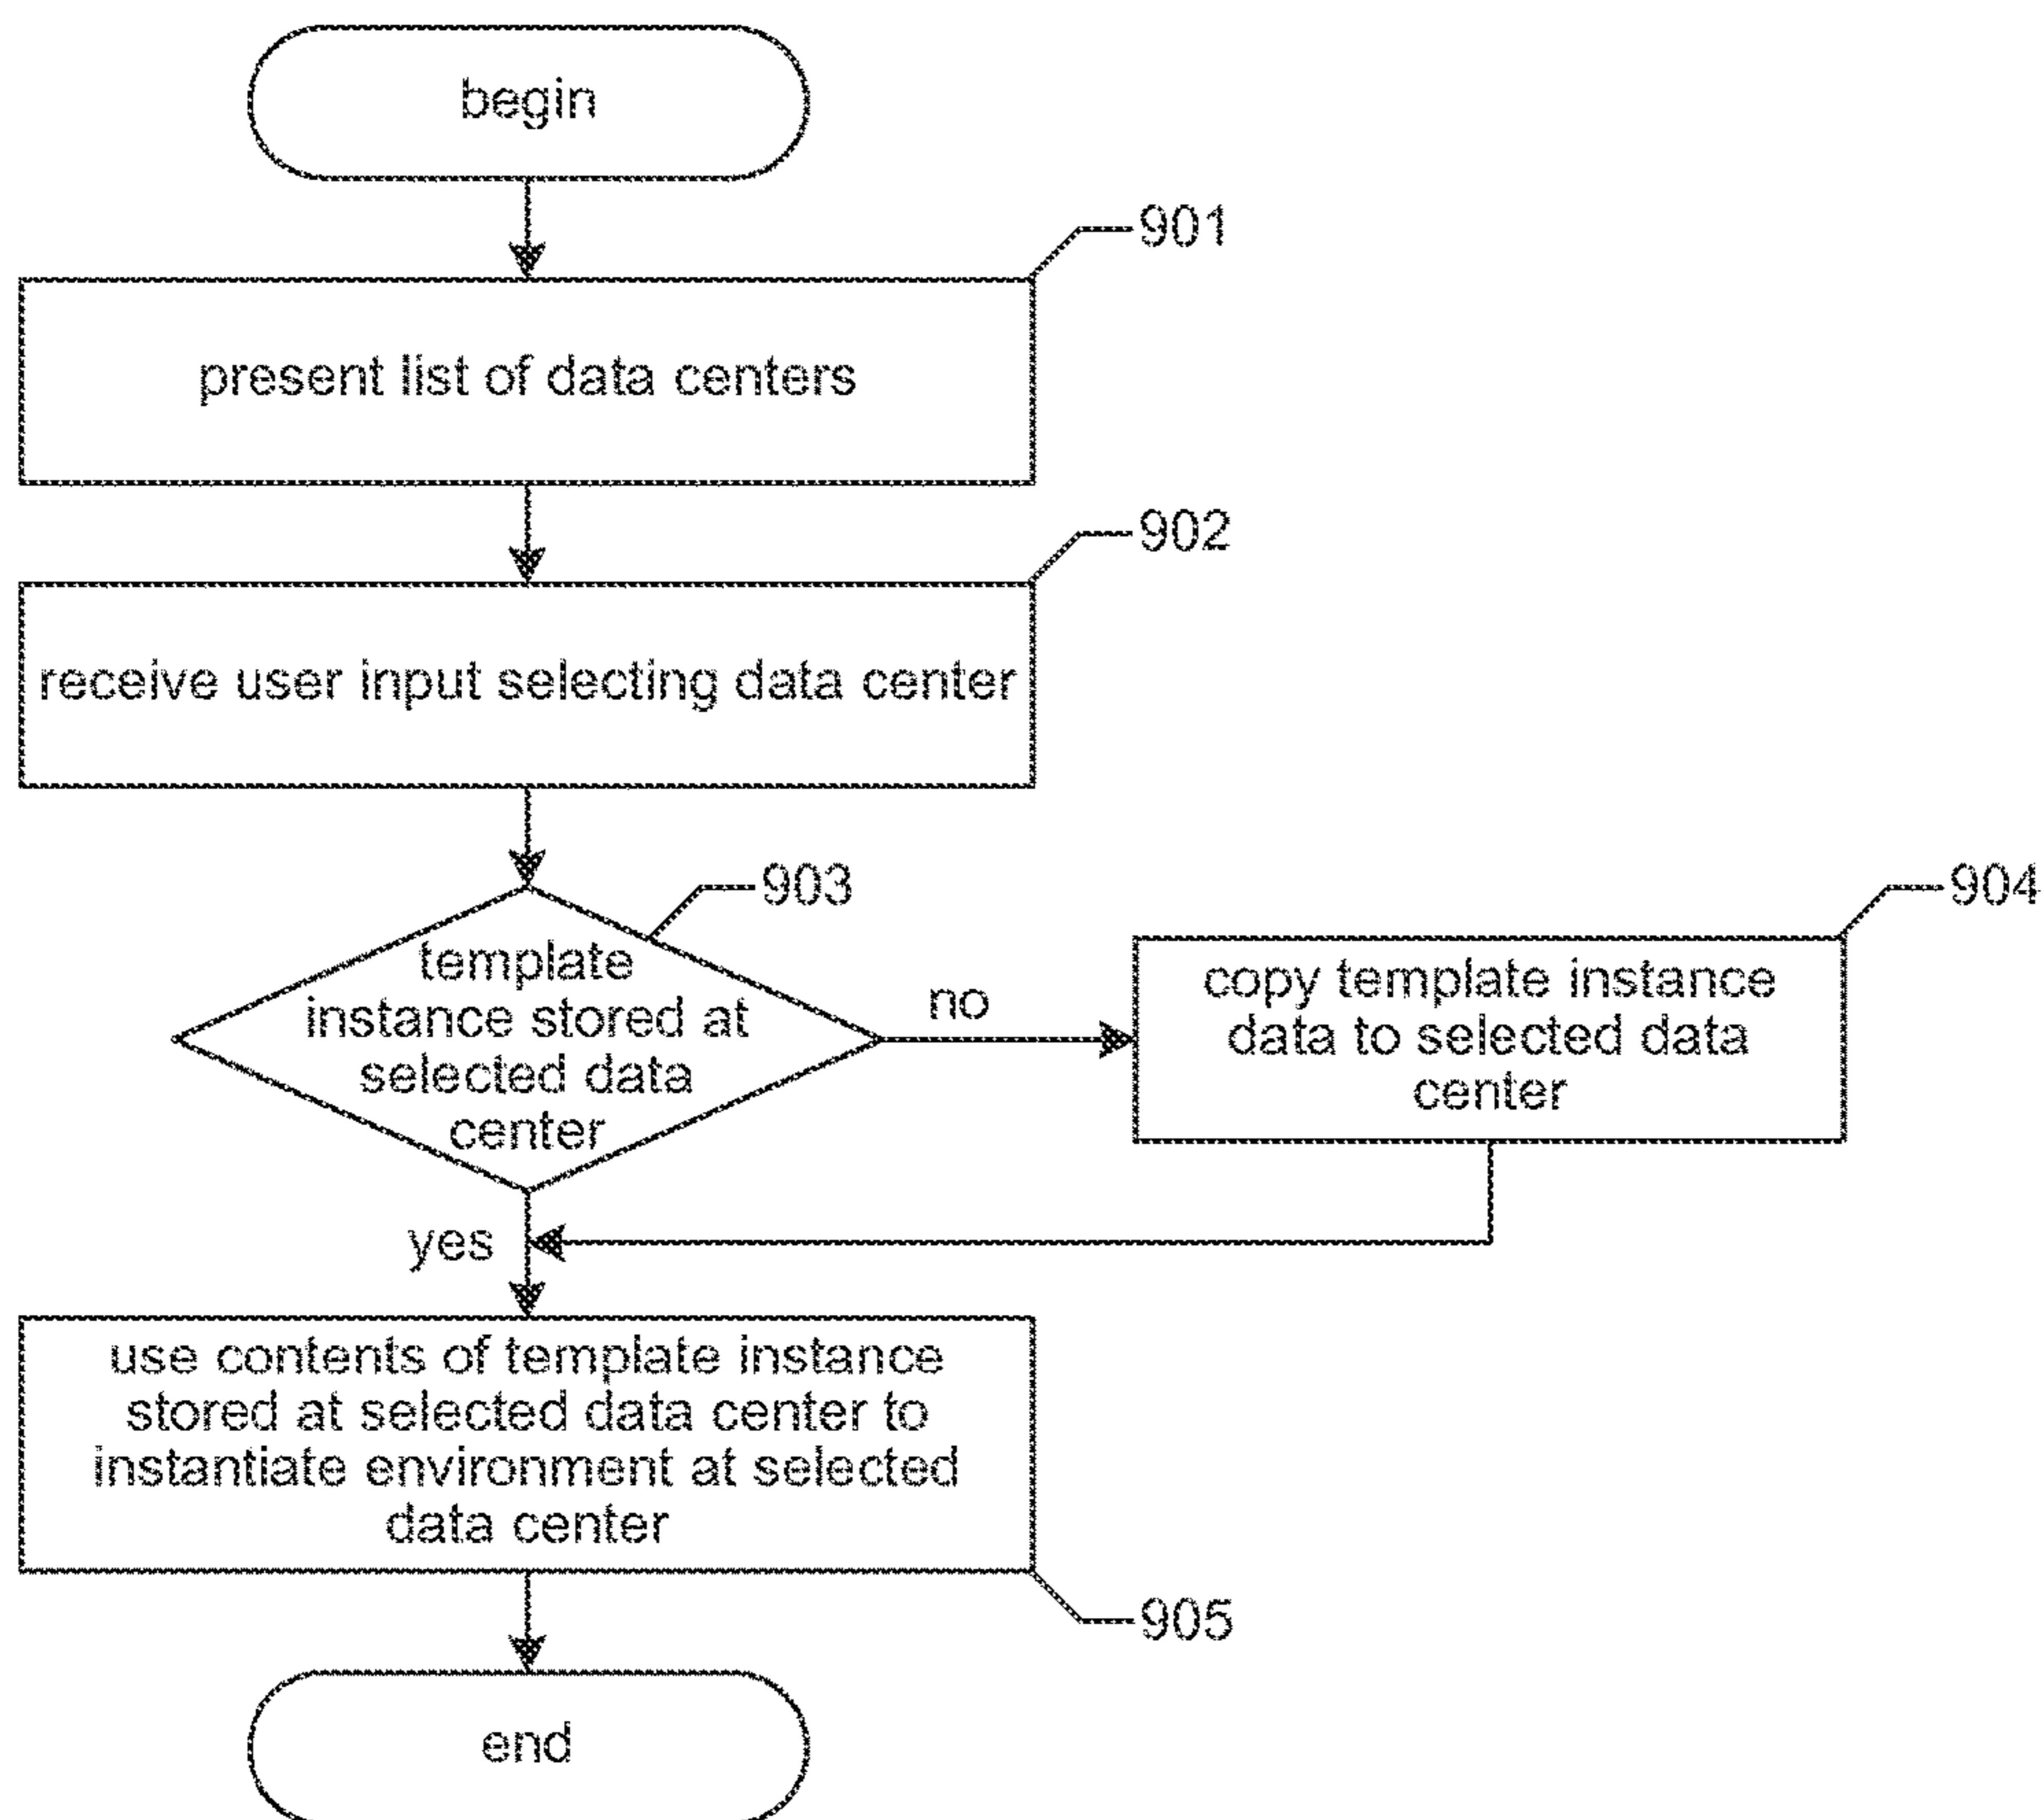 begin
901
present list of data centers
902
receive user input selecting data center
903
template
instance stored at
selected data
center
no
904
copy template instance
data to selected data
center
yes
use contents of template instance
stored at selected data center to
instantiate environment at selected
data center
905
end